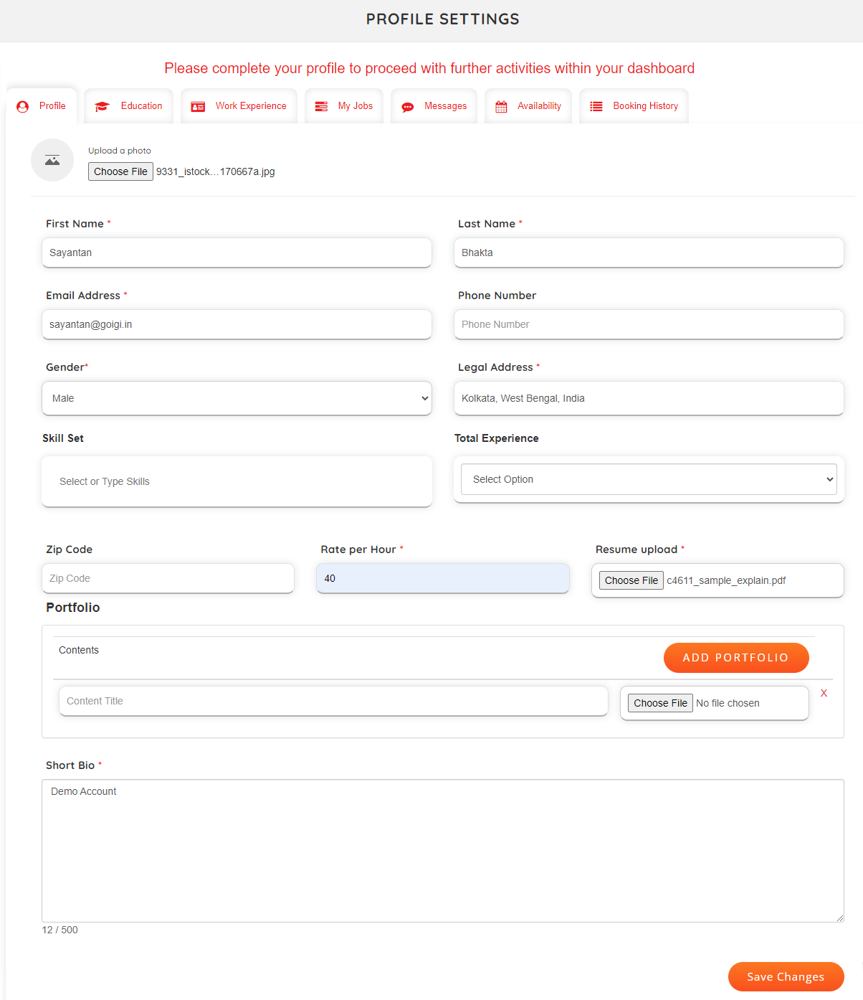 PROFILE SETTINGS
Please complete your profile to proceed with further activities within your dashboard
Profile Education Work Experience My Jobs Messages Availability Booking History
Upload a photo
Choose File 9331_istock...170667a.jpg
First Name * Last Name *
Sayantan Bhakta
Email Address * Phone Number
sayantan@goigi.in Phone Number
Gender* Legal Address *
Male Kolkata, West Bengal, India
Skill Set Total Experience
Select or Type Skills Select Option
Zip Code Rate per Hour * Resume upload *
Zip Code 40 Choose File c4611_sample_explain.pdf
Portfolio
Contents ADD PORTFOLIO
Content Title Choose File No file chosen X
Short Bio *
Demo Account
12 / 500
Save Changes